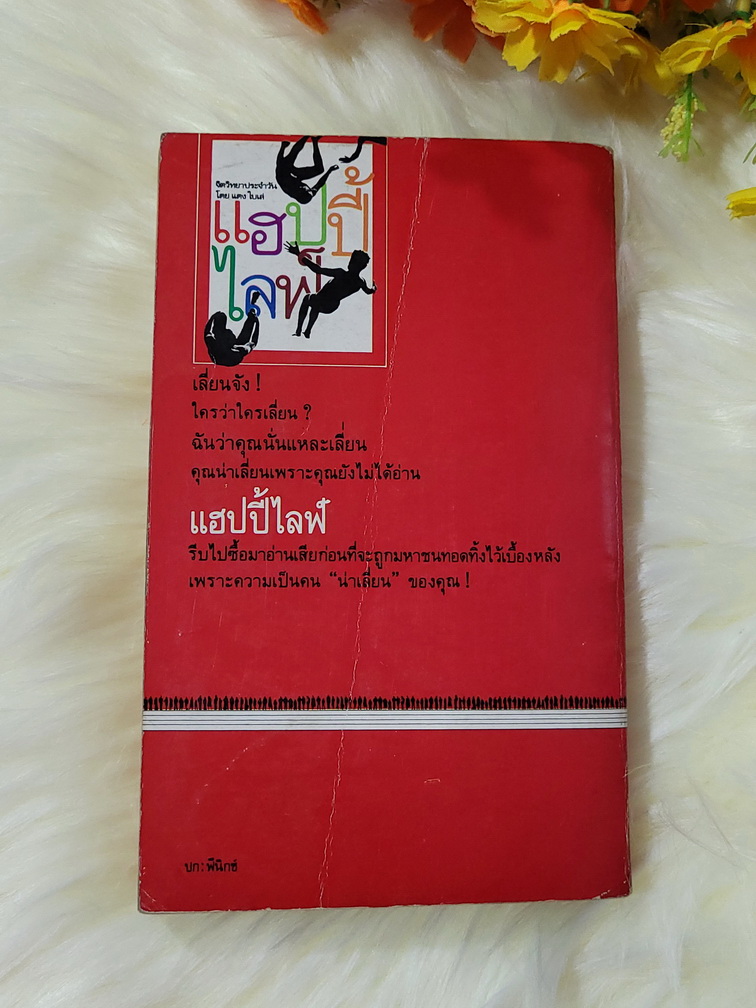 จิตวิทยาประจำวัน
โดย แตง ใบเต่
แฮปปี้
ไลฟ์
เลี่ยนจัง !
ใครว่าใครเลี่ยน ?
ฉันว่าคุณนั่นแหละเลี่ยน
คุณน่าเลี่ยนเพราะคุณยังไม่ได้อ่าน
แฮปปี้ไลฟ์
รีบไปซื้อมาอ่านเสียก่อนที่จะถูกมหาชนทอดทิ้งไว้เบื้องหลัง
เพราะความเป็นคน “น่าเลี่ยน” ของคุณ !
ปก : พีนิกซ์